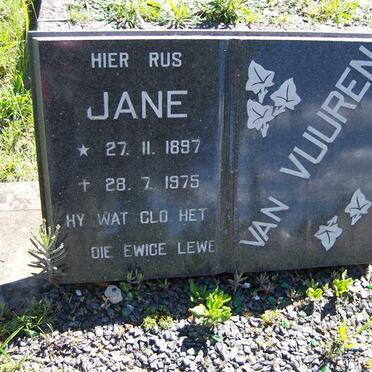 HIER RUS
JANE
★ 27. 11. 1897
✝ 28. 7. 1975
HY WAT GLO HET
DIE EWIGE LEWE
VAN VUUREN